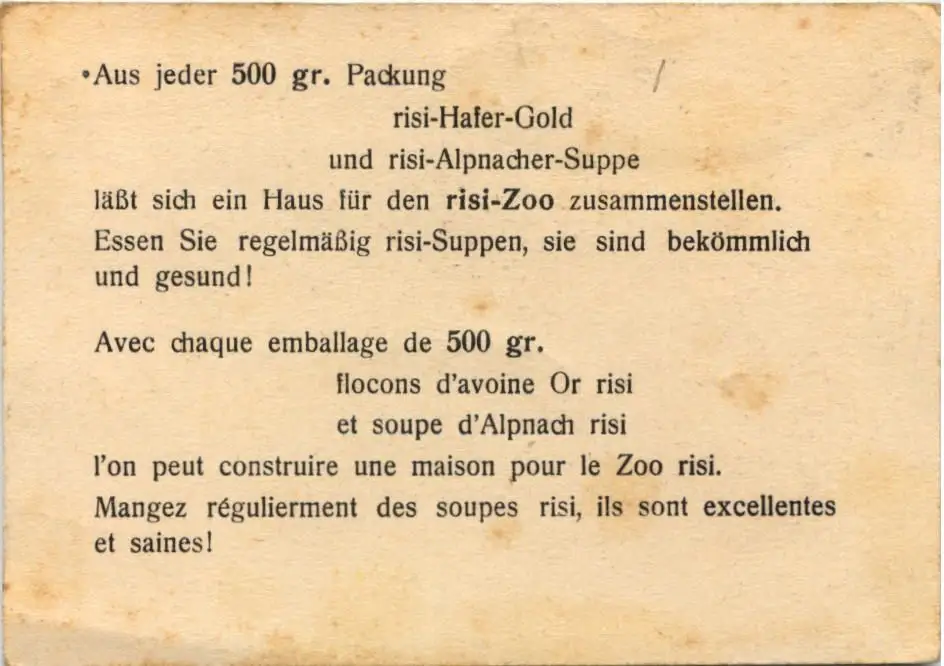 Aus jeder 500 gr. Packung
risi-Hafer-Gold
und risi-Alpnacher-Suppe
läßt sich ein Haus für den risi-Zoo zusammenstellen.
Essen Sie regelmäßig risi-Suppen, sie sind bekömmlich
und gesund!
Avec chaque emballage de 500 gr.
flocons d'avoine Or risi
et soupe d'Alpnach risi
l'on peut construire une maison pour le Zoo risi.
Mangez régulierment des soupes risi, ils sont excellentes
et saines!